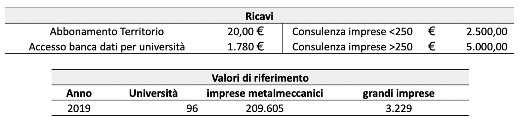 Ricavi
Abbonamento Territorio 20,00 € Consulenza imprese <250 € 2.500,00
Accesso banca dati per università 1.780 € Consulenza imprese >250 € 5.000,00
Valori di riferimento
Anno Università imprese metalmeccanici grandi imprese
2019 96 209.605 3.229